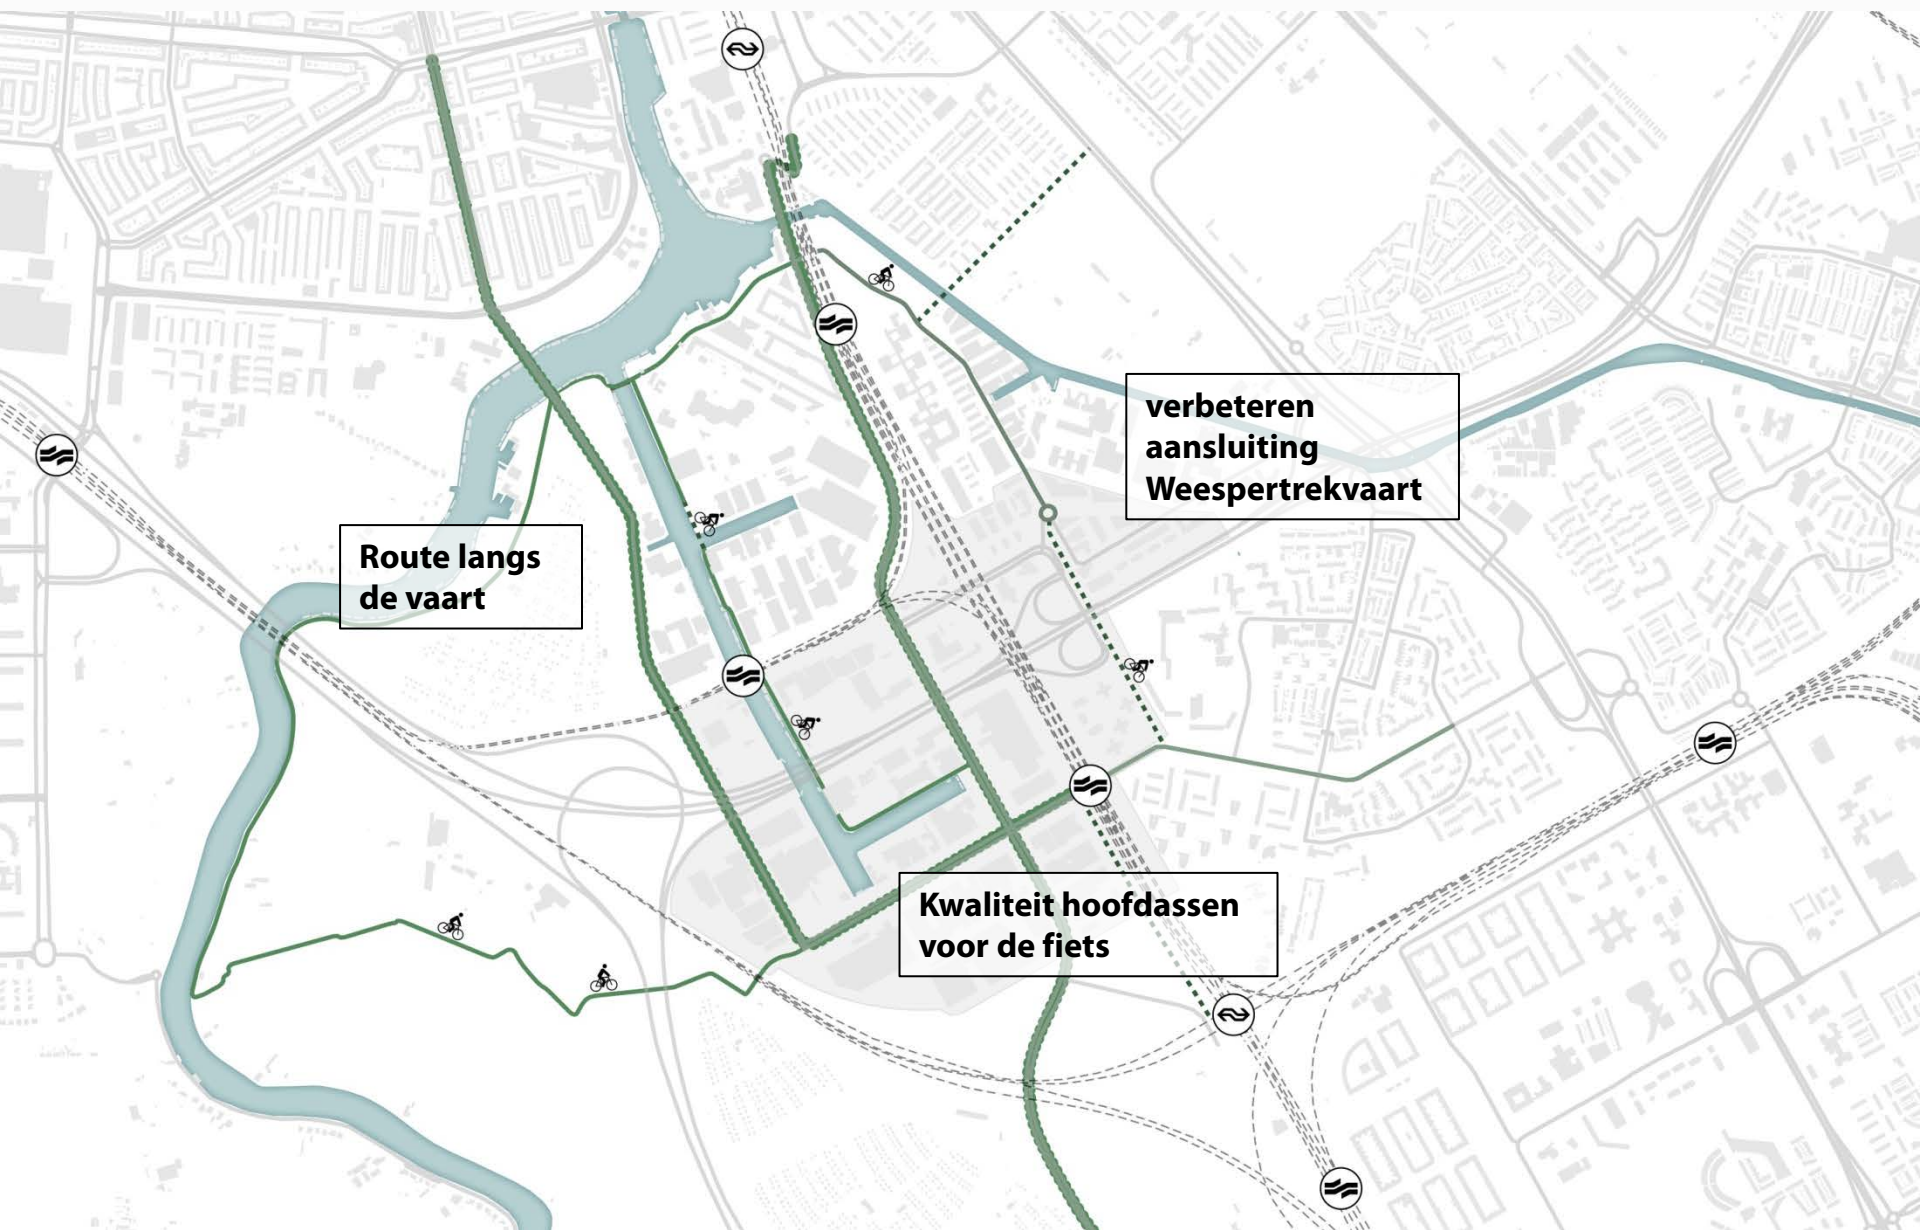 verbeteren
aansluiting
Weespertrekvaart
Route langs
de vaart
Kwaliteit hoofdassen
voor de fiets